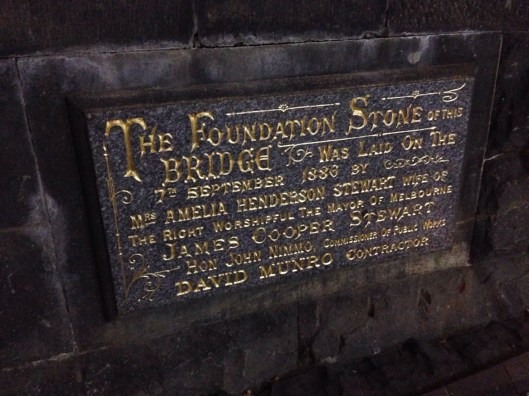 THE FOUNDATION STONE OF THIS
BRIDGE WAS LAID ON THE
7TH SEPTEMBER 1886 BY
MRS AMELIA HENDERSON STEWART WIFE OF
THE RIGHT WORSHIPFUL THE MAYOR OF MELBOURNE
JAMES COOPER STEWART
HON JOHN NIMMO, COMMISSIONER OF PUBLIC WORKS
DAVID MUNRO CONTRACTOR